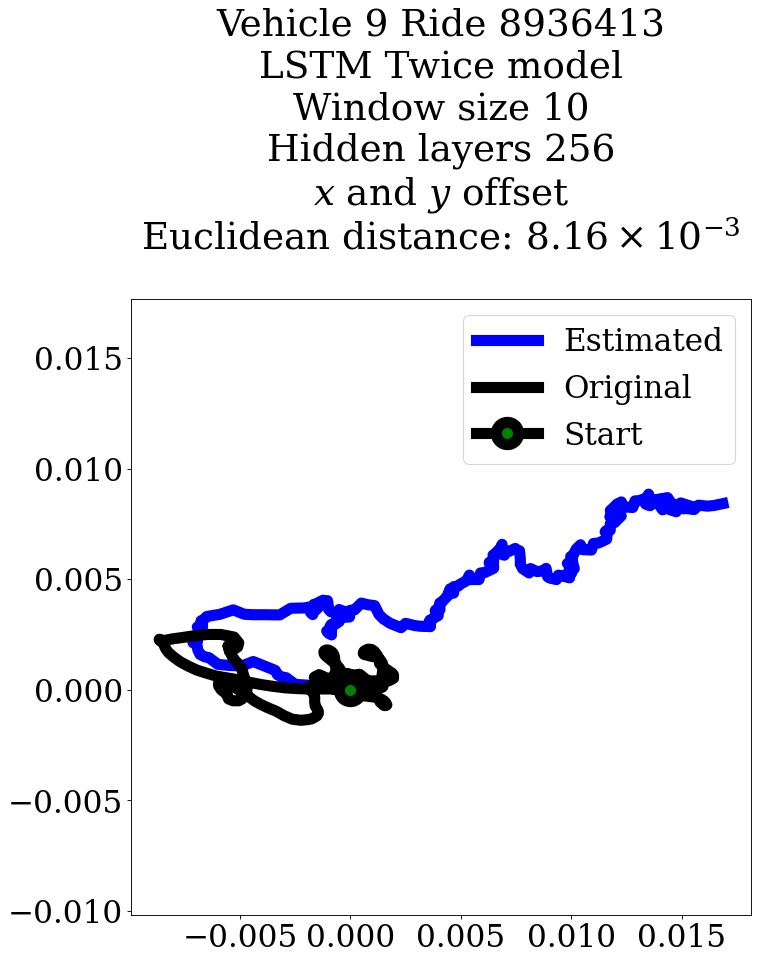 Vehicle 9 Ride 8936413
LSTM Twice model
Window size 10
Hidden layers 256
x and y offset
Euclidean distance: 8.16 × 10⁻³
Estimated
Original
Start
0.015
0.010
0.005
0.000
−0.005
−0.010
−0.005 0.000 0.005 0.010 0.015